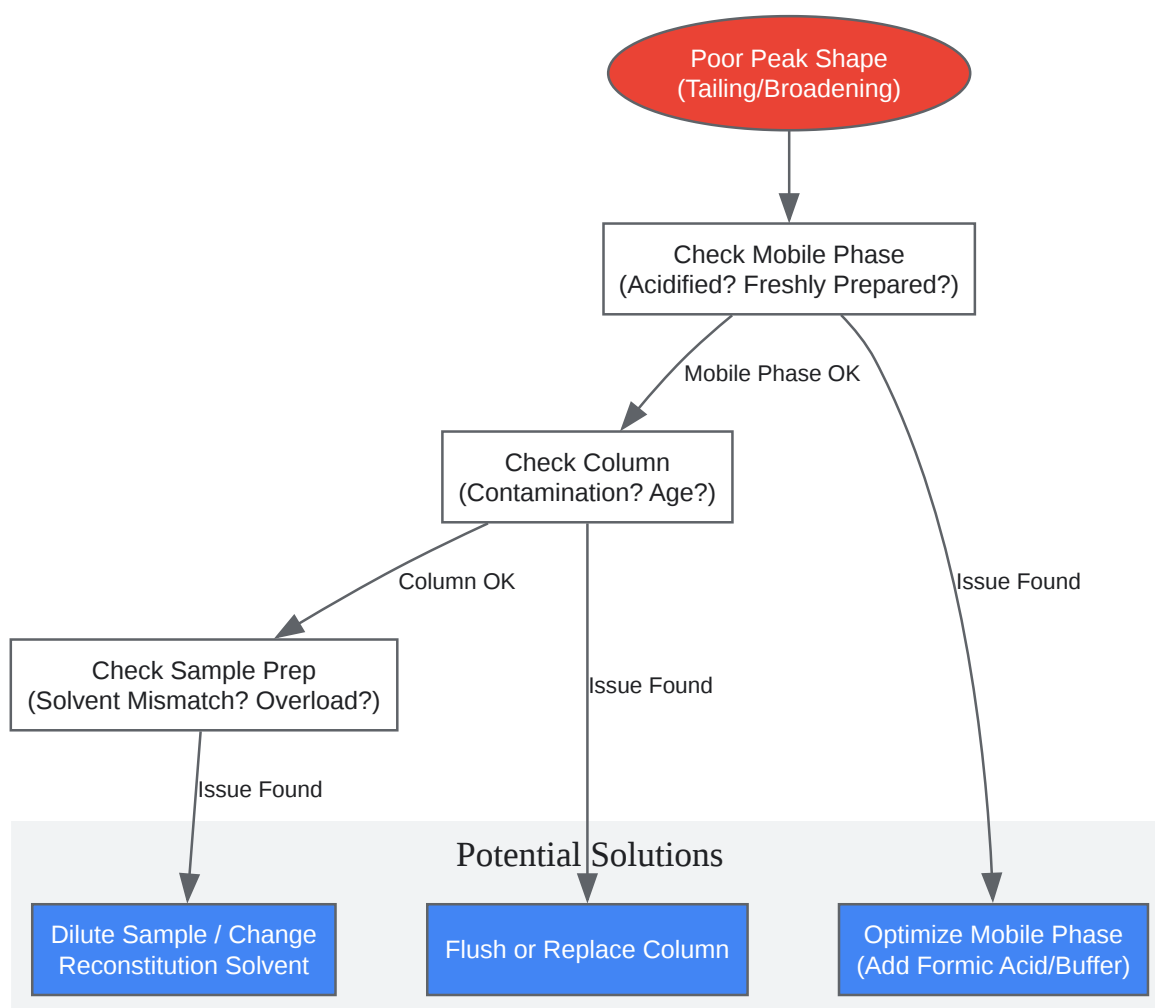 Poor Peak Shape
(Tailing/Broadening)
Check Mobile Phase
(Acidified? Freshly Prepared?)
Mobile Phase OK
Check Column
(Contamination? Age?)
Column OK
Issue Found
Check Sample Prep
(Solvent Mismatch? Overload?)
Issue Found
Issue Found
Potential Solutions
Dilute Sample / Change
Reconstitution Solvent
Flush or Replace Column
Optimize Mobile Phase
(Add Formic Acid/Buffer)